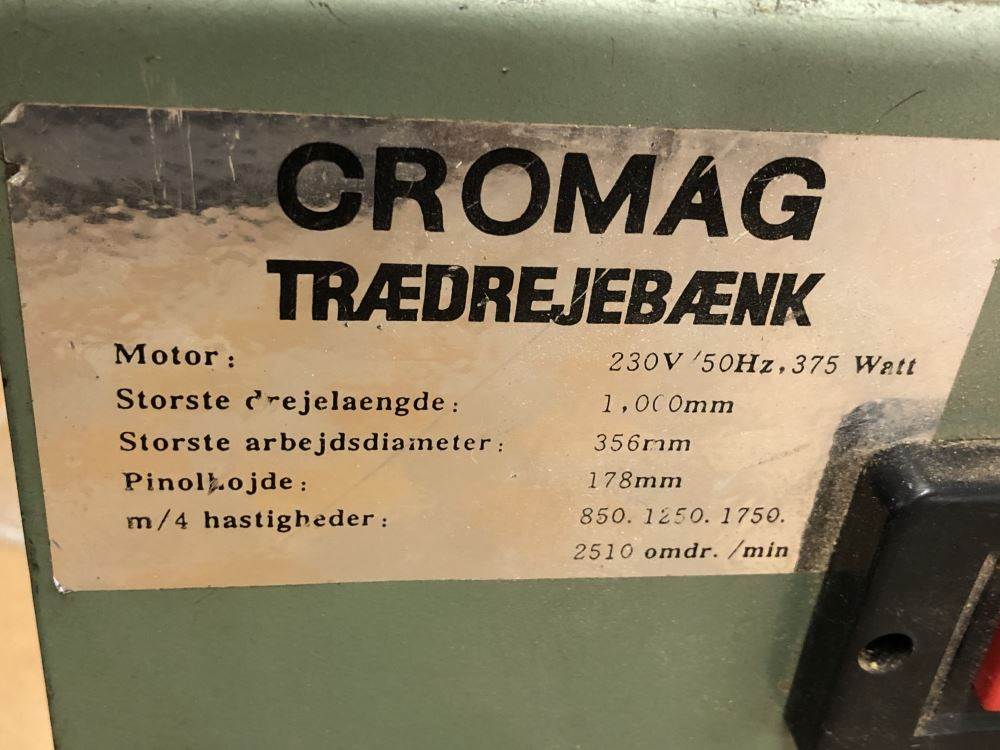 CROMAG
TRÆDREJEBÆNK
Motor: 230V/50Hz,375 Watt
Storste drejelaengde: 1,000mm
Storste arbejdsdiameter: 356mm
Pinolhojde: 178mm
m/4 hastigheder: 850. 1250. 1750.
2510 omdr. /min